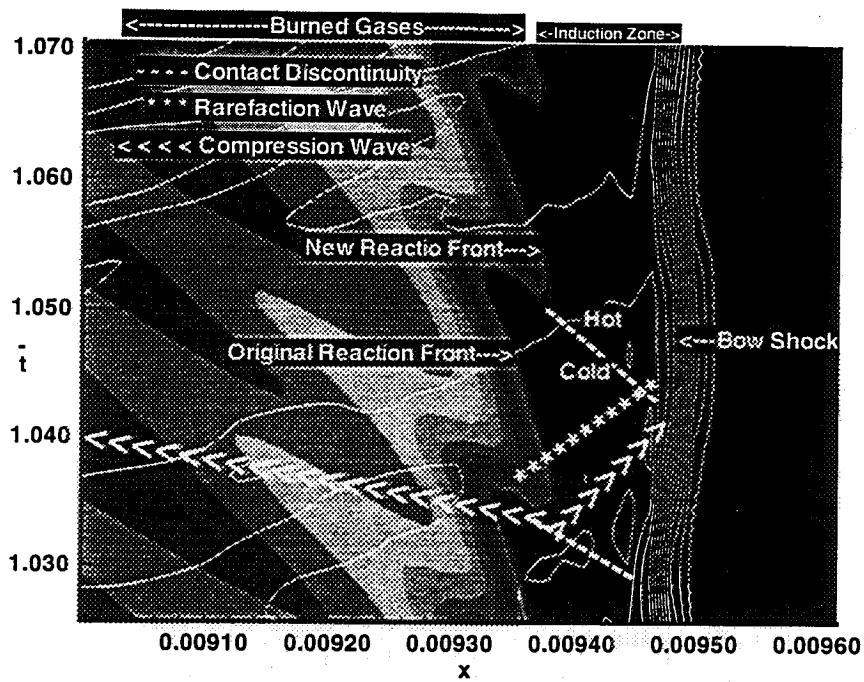 <---------------Burned Gases------------->
<-Induction Zone->
---- Contact Discontinuity
*** Rarefaction Wave
<<<< Compression Wave
New Reactio Front--->
Original Reaction Front--->
Hot
Cold
<---Bow Shock
1.070
1.060
1.050
t
1.040
1.030
0.00910 0.00920 0.00930 0.00940 0.00950 0.00960
x